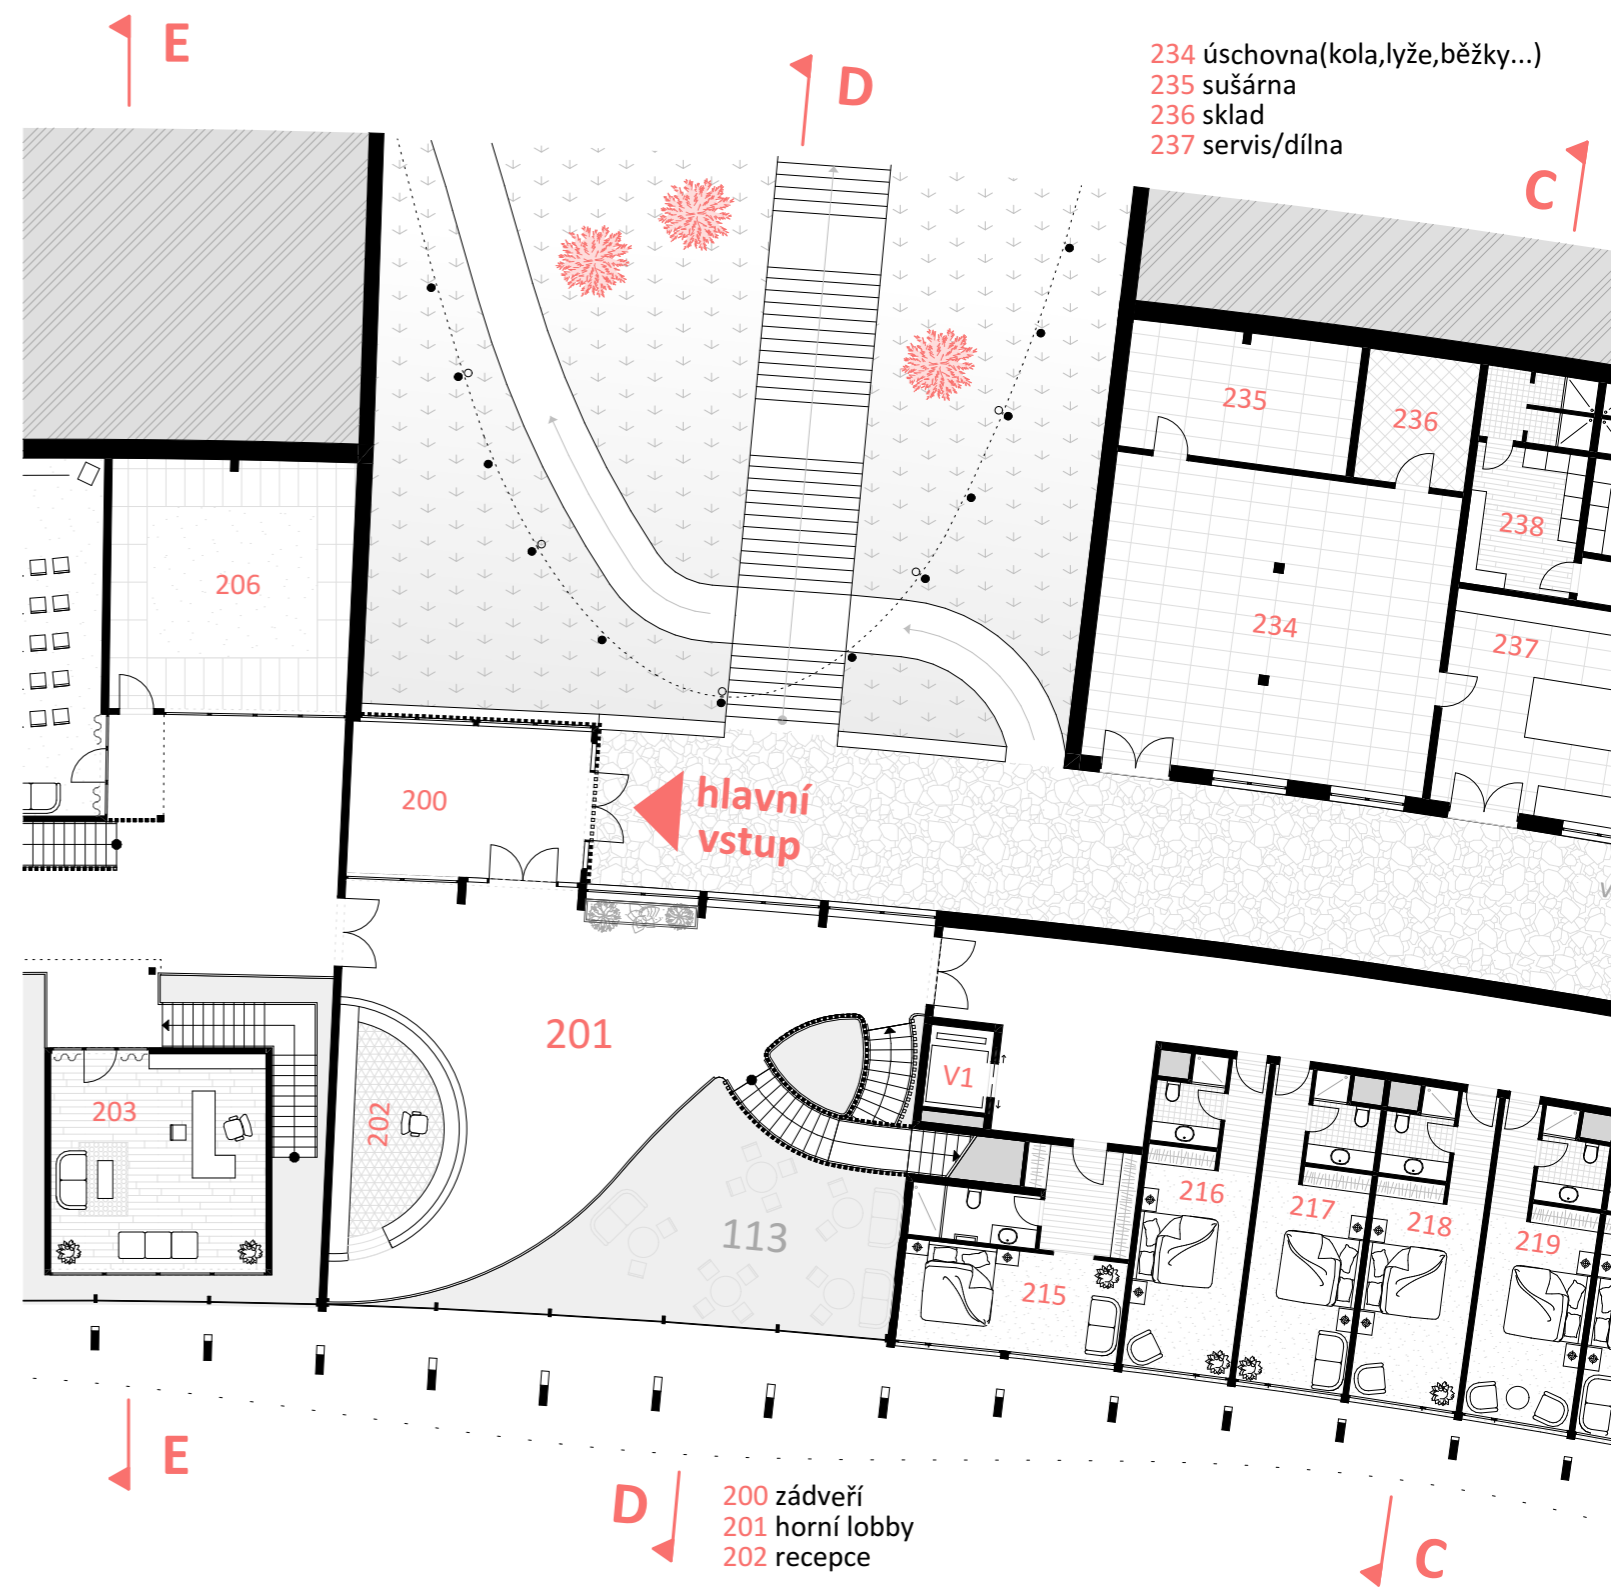 E
D
234 úschovna(kola,lyže,běžky...)
235 sušárna
236 sklad
237 servis/dílna
C
235
236
238
206
234
237
200
hlavní
vstup
201
V1
203
202
113
216
217
218
219
215
E
D
200 zádveří
201 horní lobby
202 recepce
C